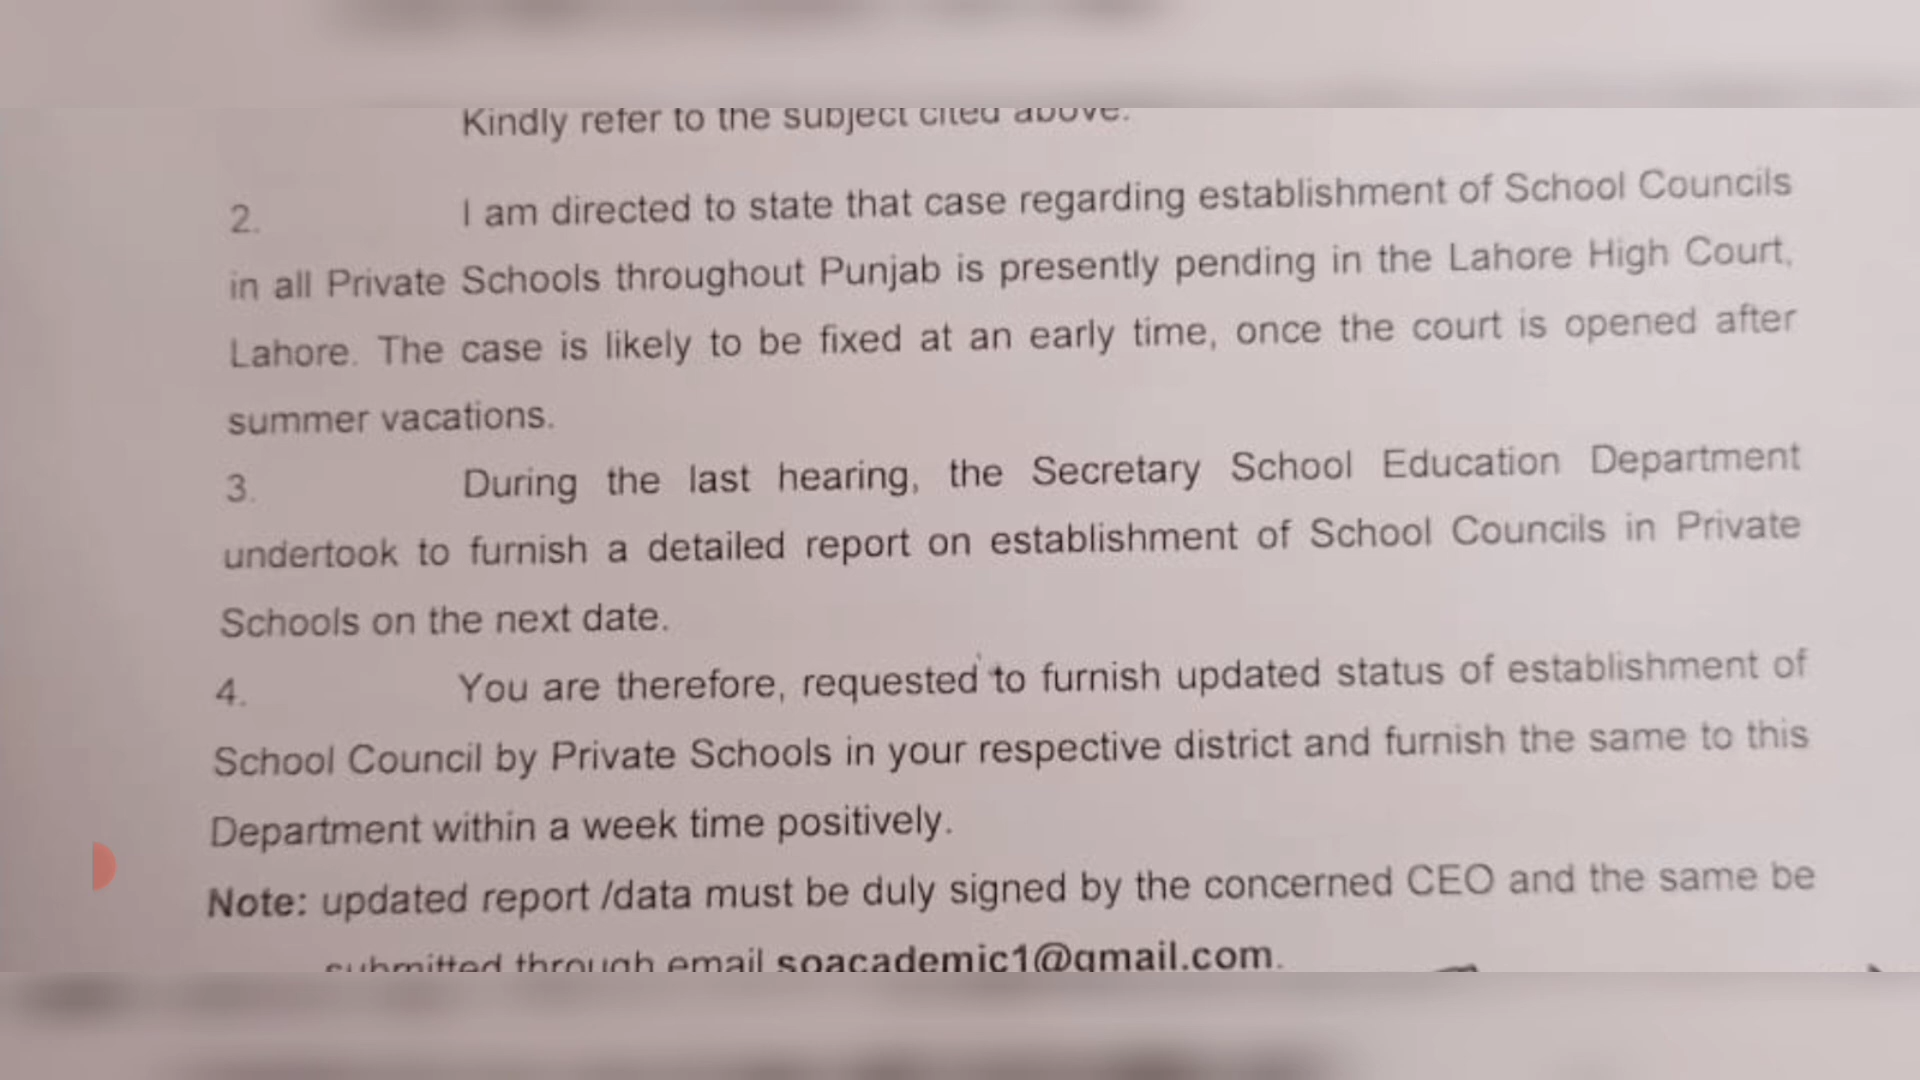 Kindly refer to the subject cited above.
2. I am directed to state that case regarding establishment of School Councils
in all Private Schools throughout Punjab is presently pending in the Lahore High Court,
Lahore. The case is likely to be fixed at an early time, once the court is opened after
summer vacations.
3. During the last hearing, the Secretary School Education Department
undertook to furnish a detailed report on establishment of School Councils in Private
Schools on the next date.
4. You are therefore, requested to furnish updated status of establishment of
School Council by Private Schools in your respective district and furnish the same to this
Department within a week time positively.
Note: updated report /data must be duly signed by the concerned CEO and the same be
submitted through email soacademic1@gmail.com.